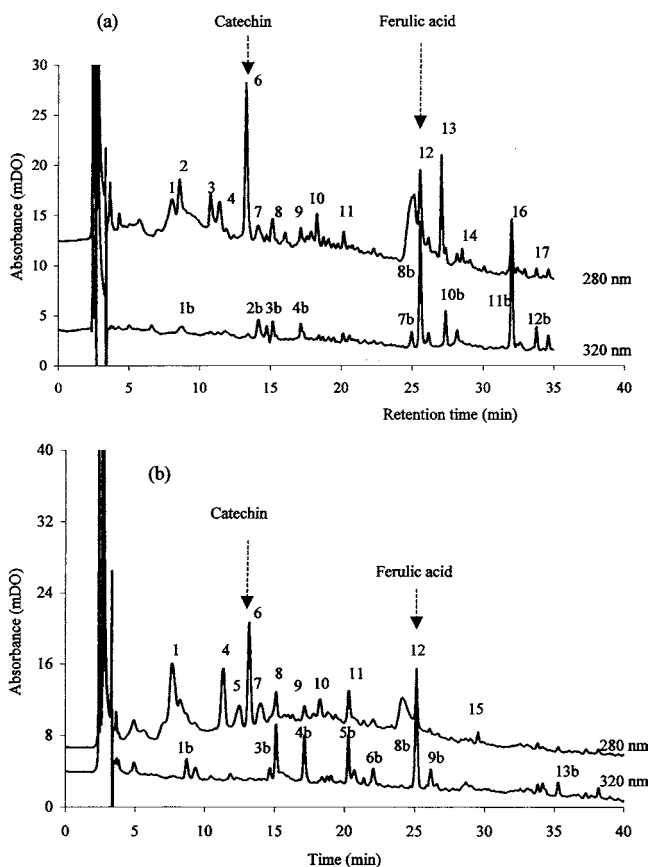 (a)
Catechin
Ferulic acid
30
25
20
15
10
5
0
Absorbance (mDO)
1
2
3
4
6
7
8
9
10
11
12
13
14
16
17
280 nm
1b
2b
3b
4b
7b
8b
10b
11b
12b
320 nm
0 5 10 15 20 25 30 35 40
Retention time (min)
(b)
Catechin
Ferulic acid
40
32
24
16
8
0
Absorbance (mDO)
1
4
5
6
7
8
9
10
11
12
15
280 nm
1b
3b
4b
5b
6b
8b
9b
13b
320 nm
0 5 10 15 20 25 30 35 40
Time (min)